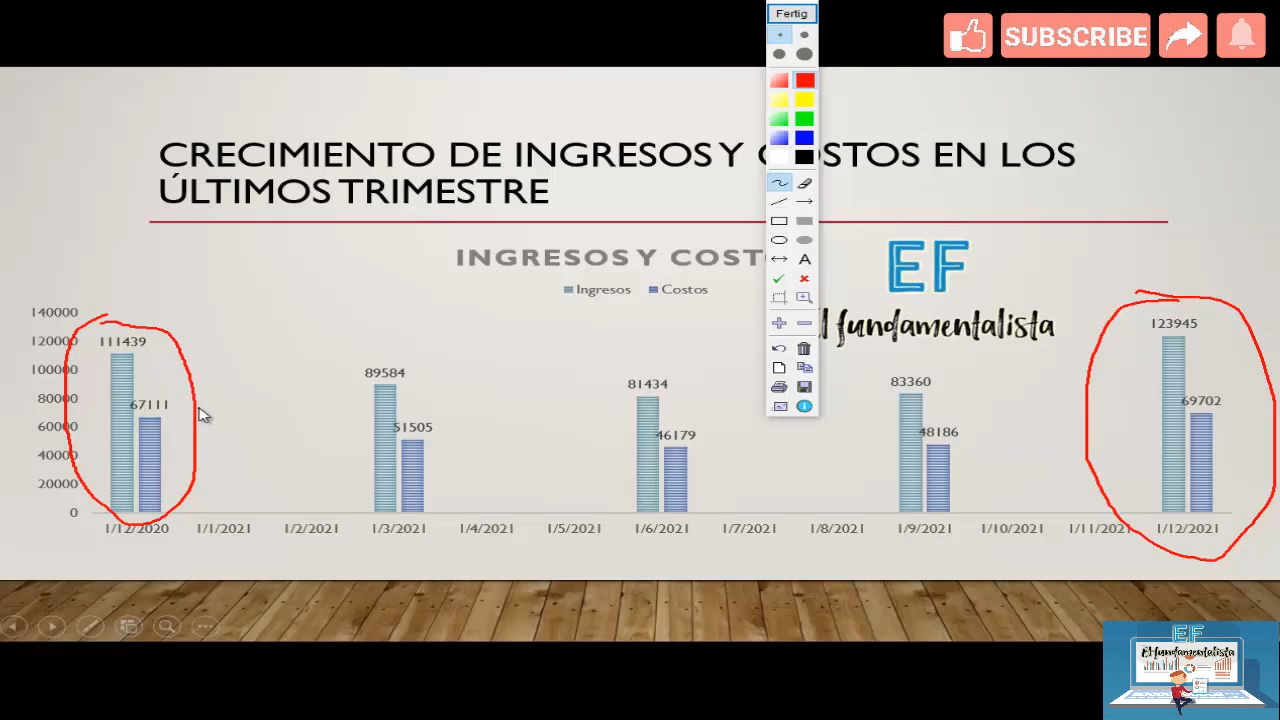 Fertig
SUBSCRIBE
CRECIMIENTO DE INGRESOS Y COSTOS EN LOS
ÚLTIMOS TRIMESTRE
INGRESOS Y COST
Ingresos Costos
EF
El fundamentalista
140000
120000
100000
80000
60000
40000
20000
0
111439
67111
89584
51505
81434
46179
83360
48186
123945
69702
1/12/2020 1/1/2021 1/2/2021 1/3/2021 1/4/2021 1/5/2021 1/6/2021 1/7/2021 1/8/2021 1/9/2021 1/10/2021 1/11/2021 1/12/2021
A
EF
El fundamentalista